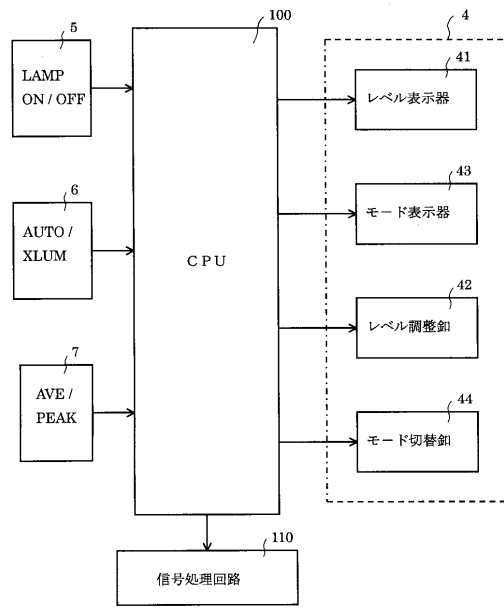 5
LAMP
ON / OFF
6
AUTO /
XLUM
7
AVE /
PEAK
100
CPU
4
41
レベル表示器
43
モード表示器
42
レベル調整釦
44
モード切替釦
110
信号処理回路